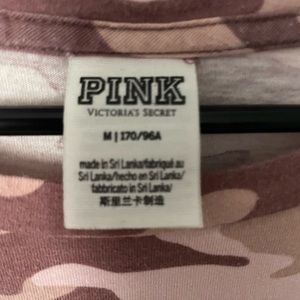 PINK
VICTORIA'S SECRET
M | 170/96A
made in Sri Lanka/fabriqué au
Sri Lanka/hecho en Sri Lanka/
fabbricato in Sri Lanka/
斯里兰卡制造